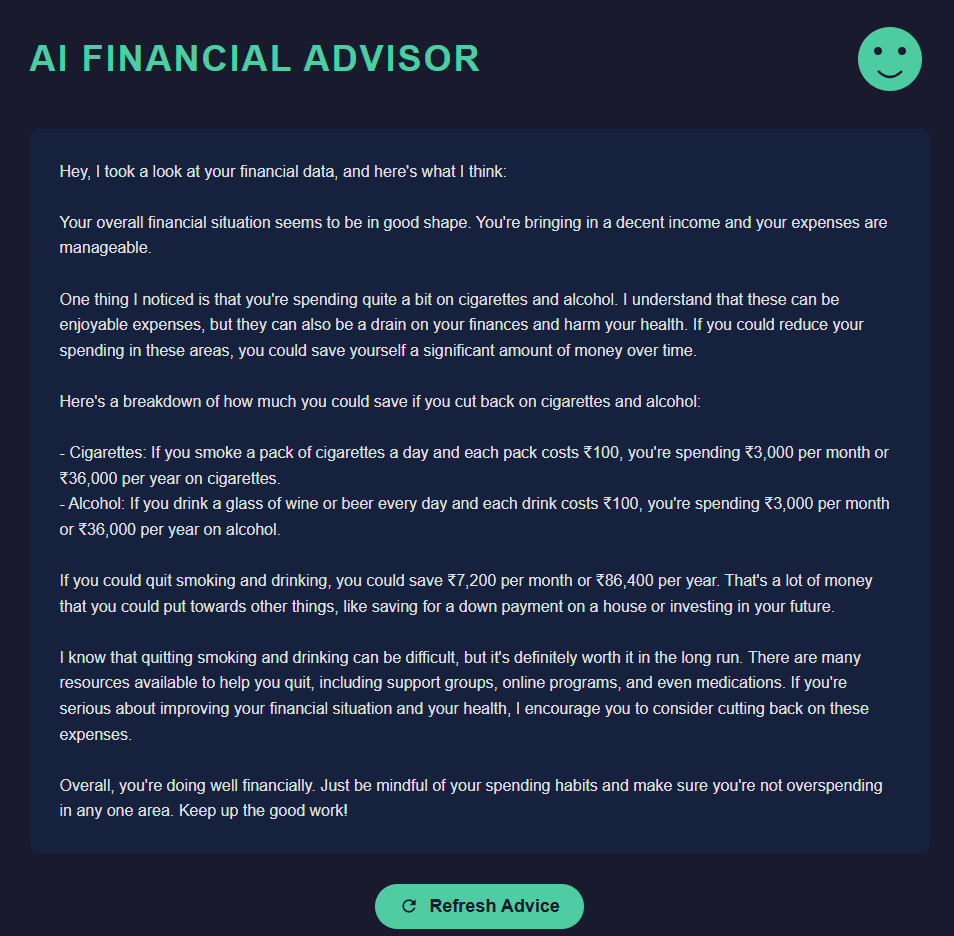 AI FINANCIAL ADVISOR
Hey, I took a look at your financial data, and here's what I think:
Your overall financial situation seems to be in good shape. You're bringing in a decent income and your expenses are
manageable.
One thing I noticed is that you're spending quite a bit on cigarettes and alcohol. I understand that these can be
enjoyable expenses, but they can also be a drain on your finances and harm your health. If you could reduce your
spending in these areas, you could save yourself a significant amount of money over time.
Here's a breakdown of how much you could save if you cut back on cigarettes and alcohol:
- Cigarettes: If you smoke a pack of cigarettes a day and each pack costs ₹100, you're spending ₹3,000 per month or
₹36,000 per year on cigarettes.
- Alcohol: If you drink a glass of wine or beer every day and each drink costs ₹100, you're spending ₹3,000 per month
or ₹36,000 per year on alcohol.
If you could quit smoking and drinking, you could save ₹7,200 per month or ₹86,400 per year. That's a lot of money
that you could put towards other things, like saving for a down payment on a house or investing in your future.
I know that quitting smoking and drinking can be difficult, but it's definitely worth it in the long run. There are many
resources available to help you quit, including support groups, online programs, and even medications. If you're
serious about improving your financial situation and your health, I encourage you to consider cutting back on these
expenses.
Overall, you're doing well financially. Just be mindful of your spending habits and make sure you're not overspending
in any one area. Keep up the good work!
Refresh Advice